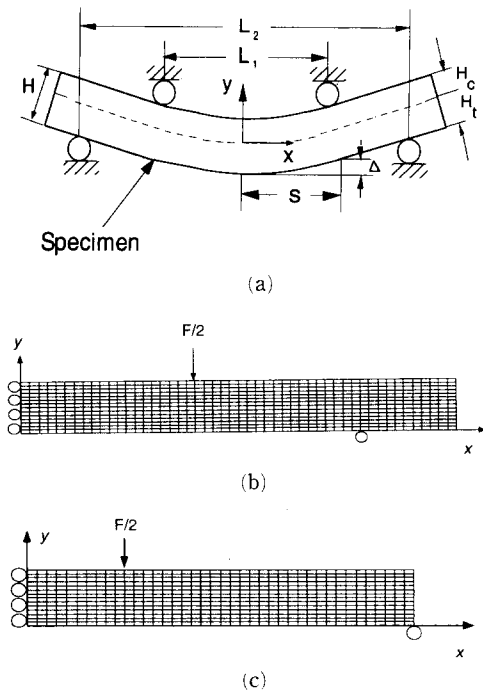 L2
L1
H
y
Hc
Ht
x
Δ
S
Specimen
(a)
F/2
y
x
(b)
F/2
y
x
(c)